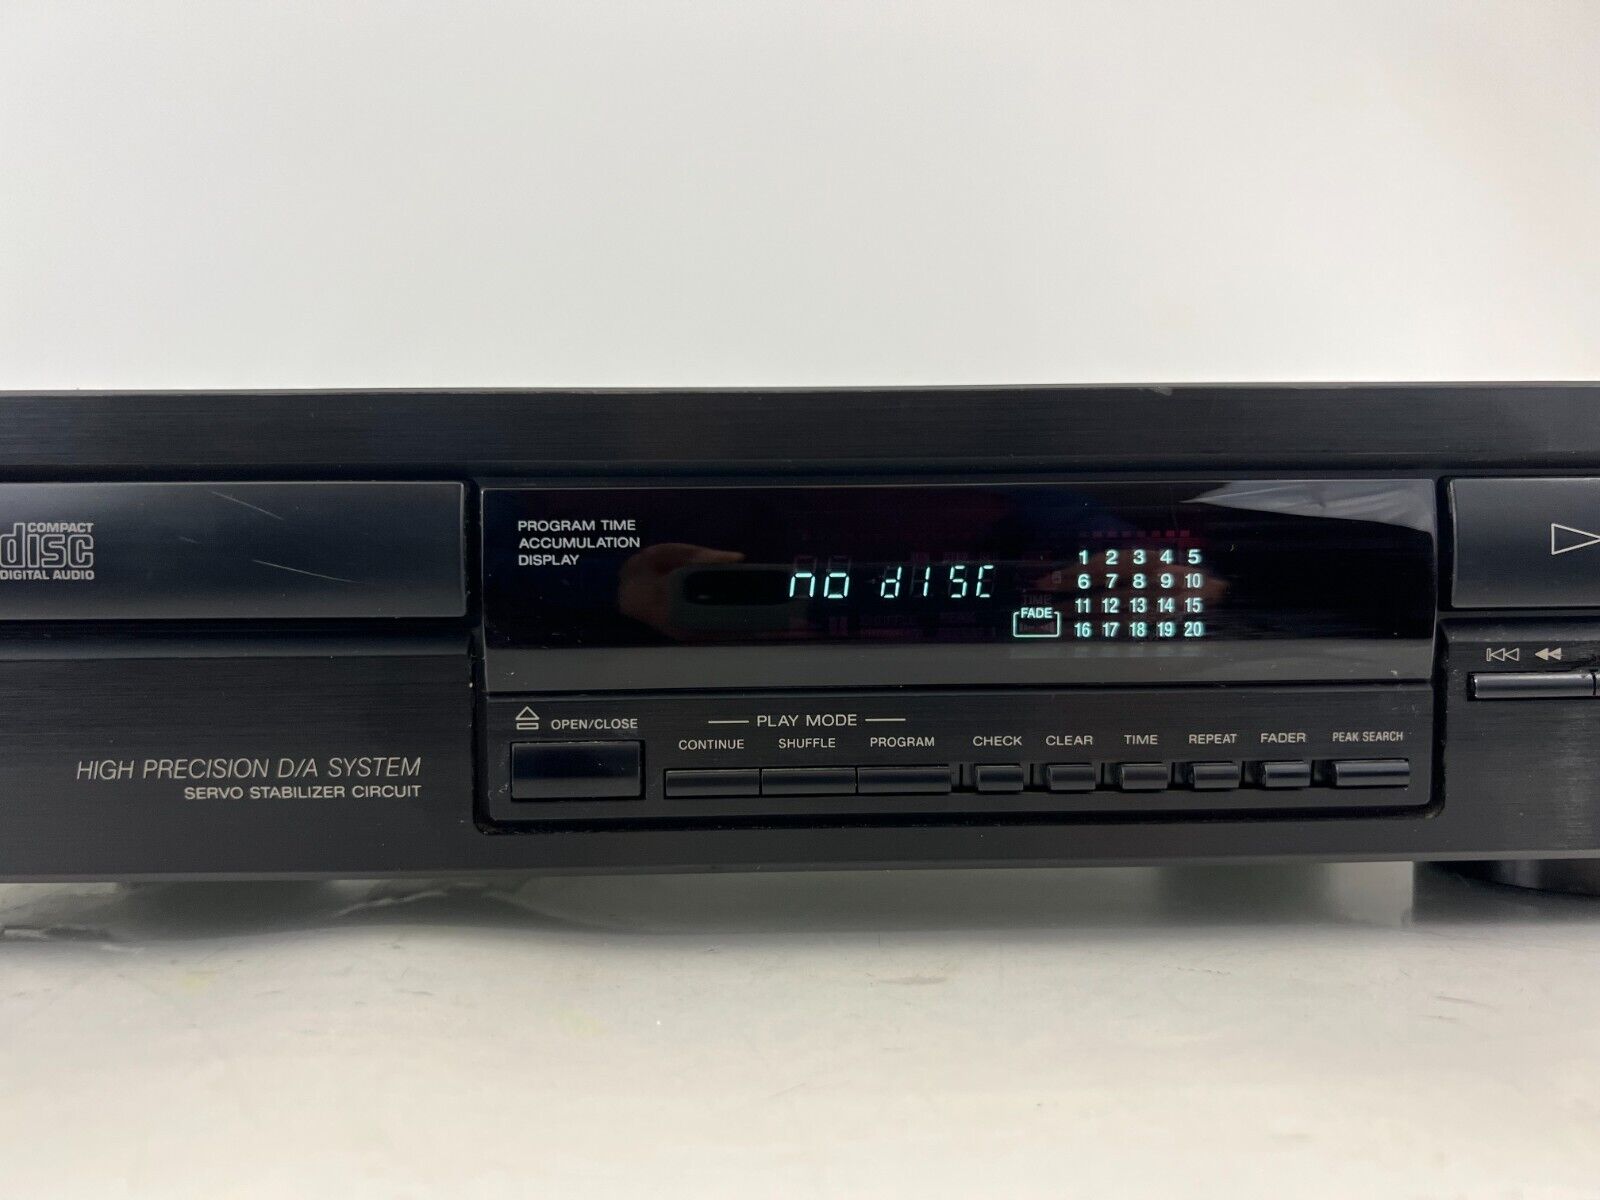 COMPACT
disc
DIGITAL AUDIO
HIGH PRECISION D/A SYSTEM
SERVO STABILIZER CIRCUIT
PROGRAM TIME
ACCUMULATION
DISPLAY
no dISC
FADE
1 2 3 4 5
6 7 8 9 10
11 12 13 14 15
16 17 18 19 20
OPEN/CLOSE
PLAY MODE
CONTINUE SHUFFLE PROGRAM CHECK CLEAR TIME REPEAT FADER PEAK SEARCH